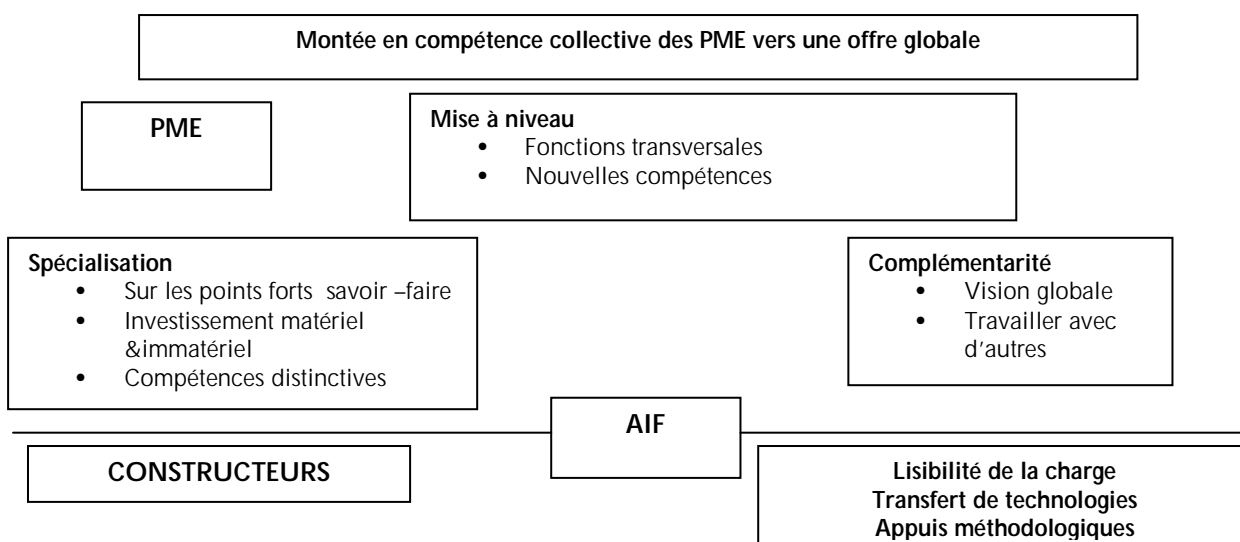 Montée en compétence collective des PME vers une offre globale
PME
Mise à niveau
• Fonctions transversales
• Nouvelles compétences
Spécialisation
• Sur les points forts savoir –faire
• Investissement matériel
&immatériel
• Compétences distinctives
Complémentarité
• Vision globale
• Travailler avec
d'autres
AIF
CONSTRUCTEURS
Lisibilité de la charge
Transfert de technologies
Appuis méthodologiques